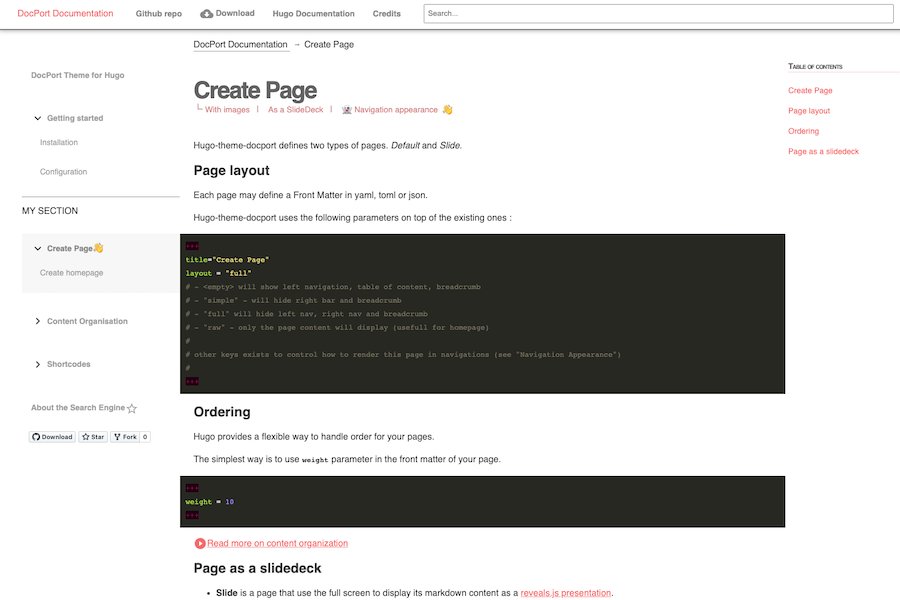 DocPort Documentation Github repo Download Hugo Documentation Credits Search...
DocPort Documentation → Create Page
DocPort Theme for Hugo
Getting started
Installation
Configuration
MY SECTION
Create Page👋
Create homepage
Content Organisation
Shortcodes
About the Search Engine
Download Star Fork 0
Create Page
With images | As a SlideDeck | Navigation appearance 👋
Hugo-theme-docport defines two types of pages. Default and Slide.
Page layout
Each page may define a Front Matter in yaml, toml or json.
Hugo-theme-docport uses the following parameters on top of the existing ones :
+++
title="Create Page"
layout = "full"
# - <empty> will show left navigation, table of content, breadcrumb
# - "simple" - will hide right bar and breadcrumb
# - "full" will hide left nav, right nav and breadcrumb
# - "raw" - only the page content will display (usefull for homepage)
#
# other keys exists to control how to render this page in navigations (see "Navigation Appearance")
#
+++
Ordering
Hugo provides a flexible way to handle order for your pages.
The simplest way is to use weight parameter in the front matter of your page.
+++
weight = 10
+++
Read more on content organization
Page as a slidedeck
• Slide is a page that use the full screen to display its markdown content as a reveals.js presentation.
Table of contents
Create Page
Page layout
Ordering
Page as a slidedeck